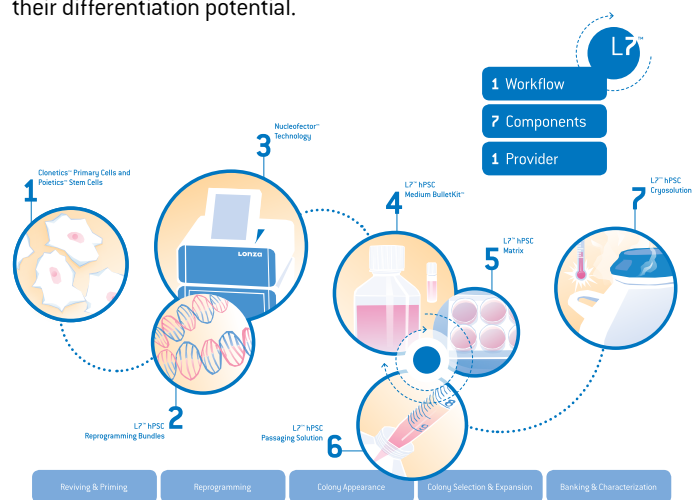 their differentiation potential.
L7™
1 Workflow
7 Components
1 Provider
3
Nucleofector™
Technology
1
Clonetics™ Primary Cells and
Poietics™ Stem Cells
4
L7™ hPSC
Medium BulletKit™
7
L7™ hPSC
Cryosolution
5
L7™ hPSC
Matrix
Lonza
2
L7™ hPSC
Reprogramming Bundles
6
L7™ hPSC
Passaging Solution
Reviving & Priming
Reprogramming
Colony Appearance
Colony Selection & Expansion
Banking & Characterization